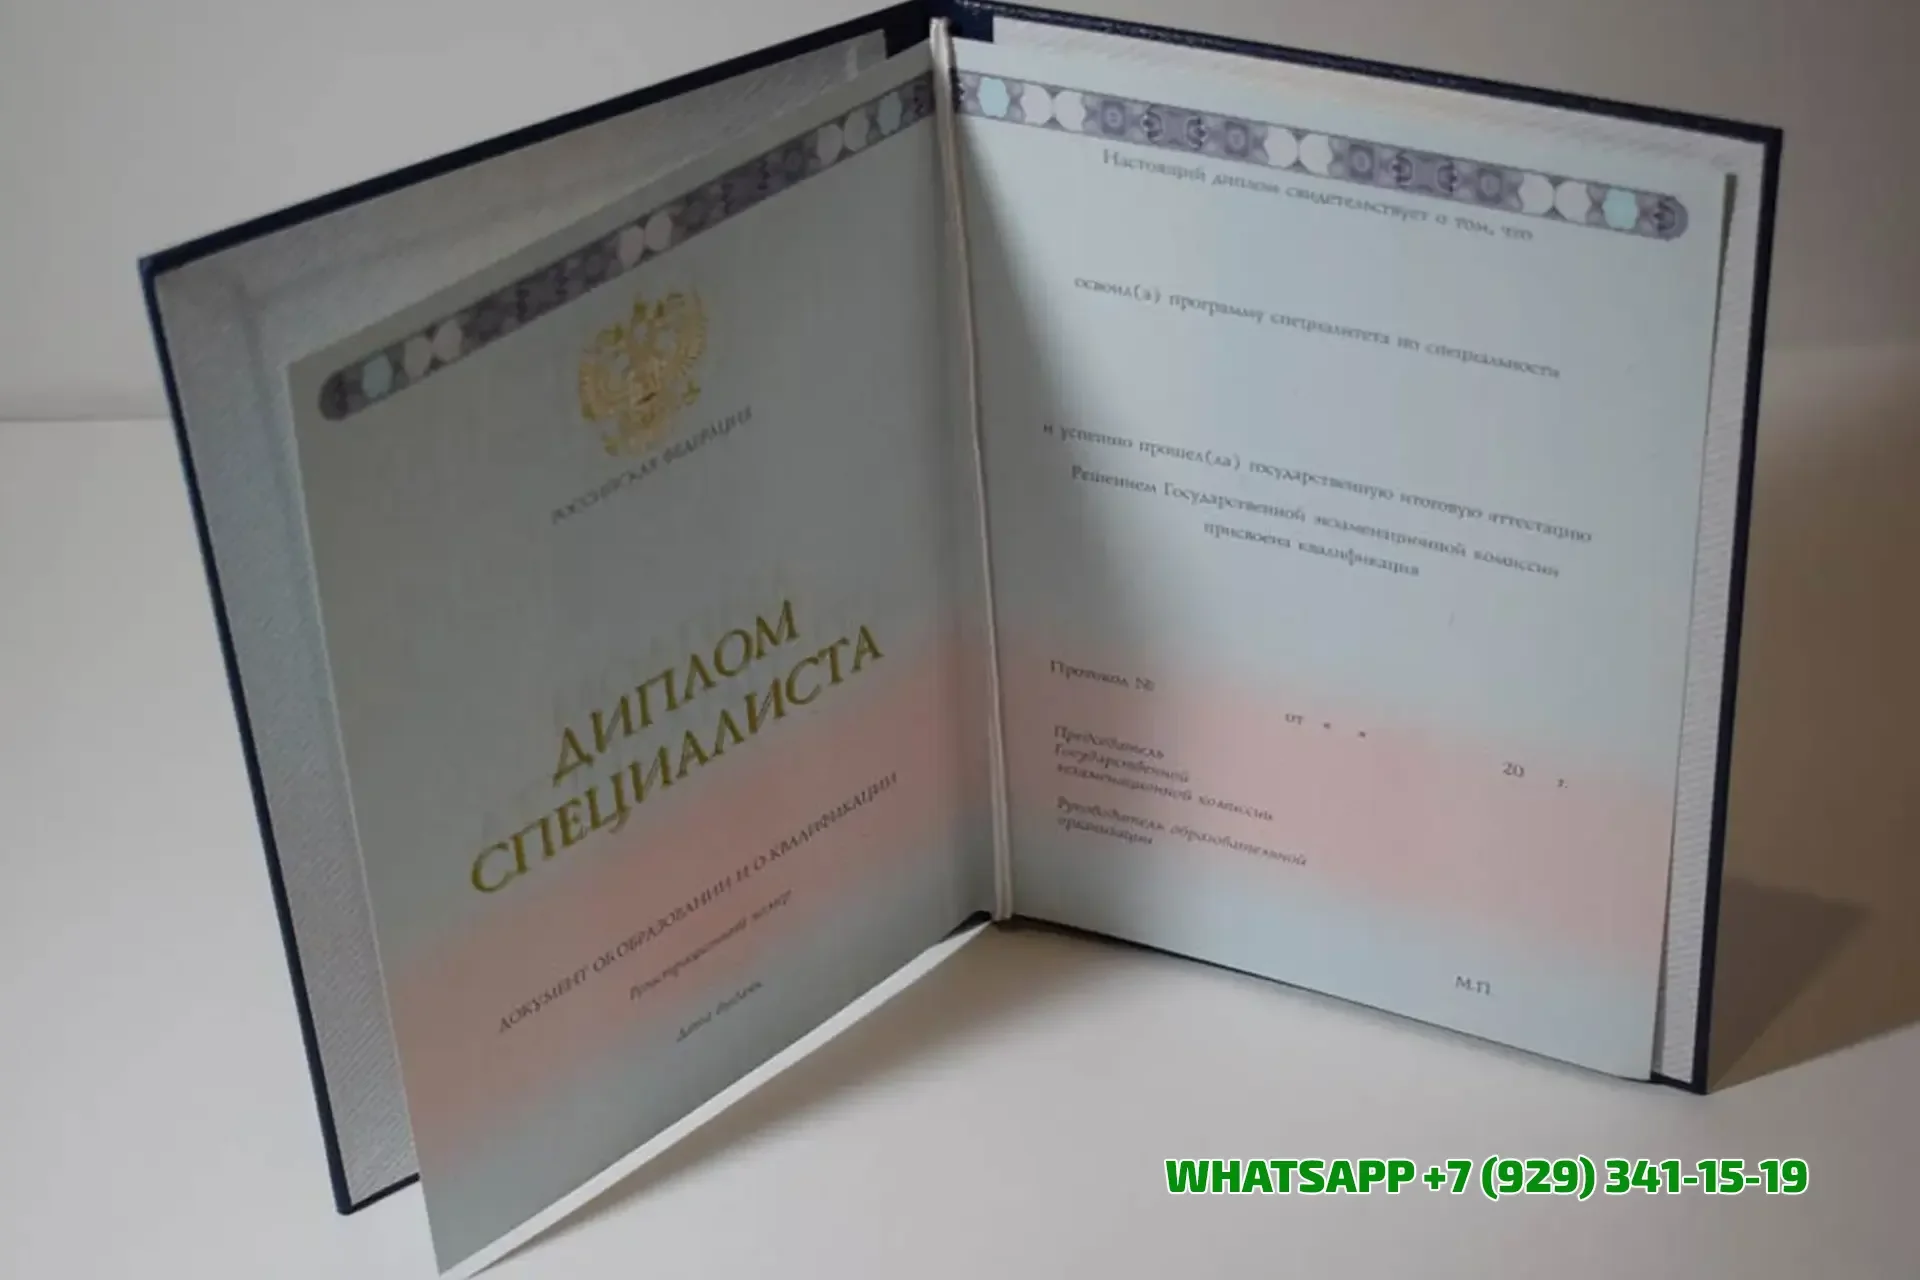 РОССИЙСКАЯ ФЕДЕРАЦИЯ
ДИПЛОМ
СПЕЦИАЛИСТА
ДОКУМЕНТ ОБ ОБРАЗОВАНИИ И О КВАЛИФИКАЦИИ
Регистрационный номер
Дата выдачи
Настоящий диплом свидетельствует о том, что
освоил(а) программу специалитета по специальности
и успешно прошел(ла) государственную итоговую аттестацию
Решением Государственной экзаменационной комиссии
присвоена квалификация
Протокол №
от « » 20 г.
Председатель
Государственной
экзаменационной комиссии
Руководитель образовательной
организации
М.П.
WHATSAPP +7 (929) 341-15-19